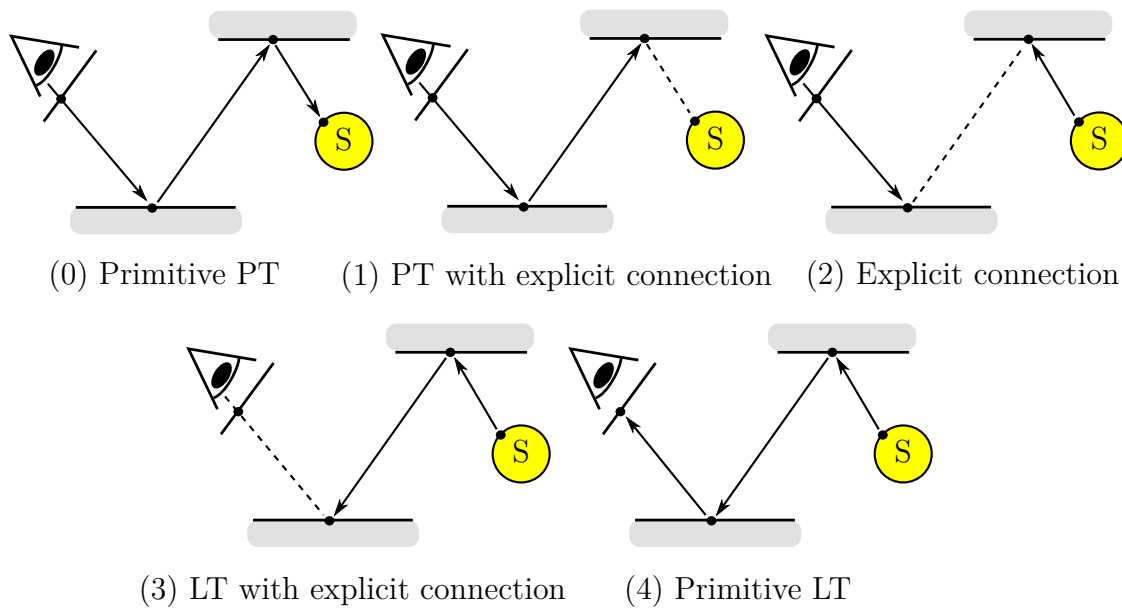 S
S
S
(0) Primitive PT
(1) PT with explicit connection
(2) Explicit connection
S
S
(3) LT with explicit connection
(4) Primitive LT